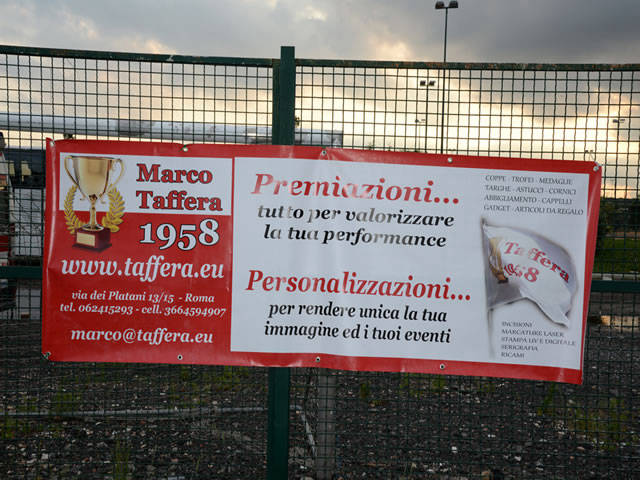 Marco
Taffera
1958
www.taffera.eu
via dei Platani 13/15 - Roma
tel. 062415293 - cell. 3664594907
marco@taffera.eu
Premiazioni...
tutto per valorizzare
la tua performance
Personalizzazioni...
per rendere unica la tua
immagine ed i tuoi eventi
COPPE - TROFEI - MEDAGLIE
TARGHE - ASTUCCI - CORNICI
ABBIGLIAMENTO - CAPPELLI
GADGET - ARTICOLI DA REGALO
Taffera
1958
INCISIONI
MARCATURE LASER
STAMPA UV E DIGITALE
SERIGRAFIA
RICAMI